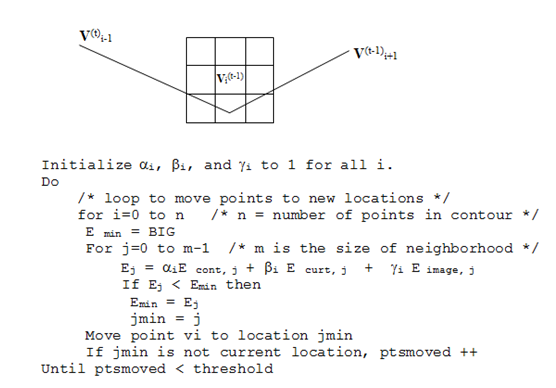 V(t)i-1
V(t-1)i+1
Vi(t-1)
Initialize αi, βi, and γi to 1 for all i.
Do
/* loop to move points to new locations */
for i=0 to n /* n = number of points in contour */
E min = BIG
For j=0 to m-1 /* m is the size of neighborhood */
Ej = αiE cont, j + βi E curt, j + γi E image, j
If Ej < Emin then
Emin = Ej
jmin = j
Move point vi to location jmin
If jmin is not current location, ptsmoved ++
Until ptsmoved < threshold